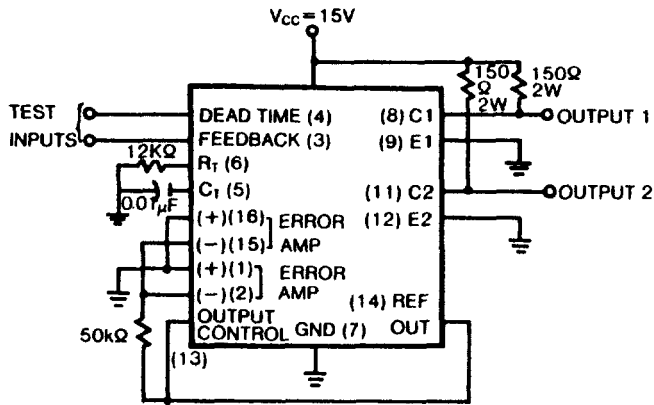 VCC = 15V
150
Ω
2W
150Ω
2W
TEST
INPUTS
DEAD TIME (4)
FEEDBACK (3)
12KΩ
RT (6)
CT (5)
0.01μF
(+)(16)
(−)(15)
ERROR
AMP
(+)(1)
(−)(2)
ERROR
AMP
OUTPUT
CONTROL
(13)
50kΩ
GND (7)
(8) C1
(9) E1
(11) C2
(12) E2
(14) REF
OUT
OUTPUT 1
OUTPUT 2